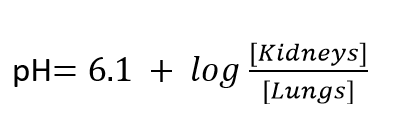 pH= 6.1 + log [Kidneys] / [Lungs]